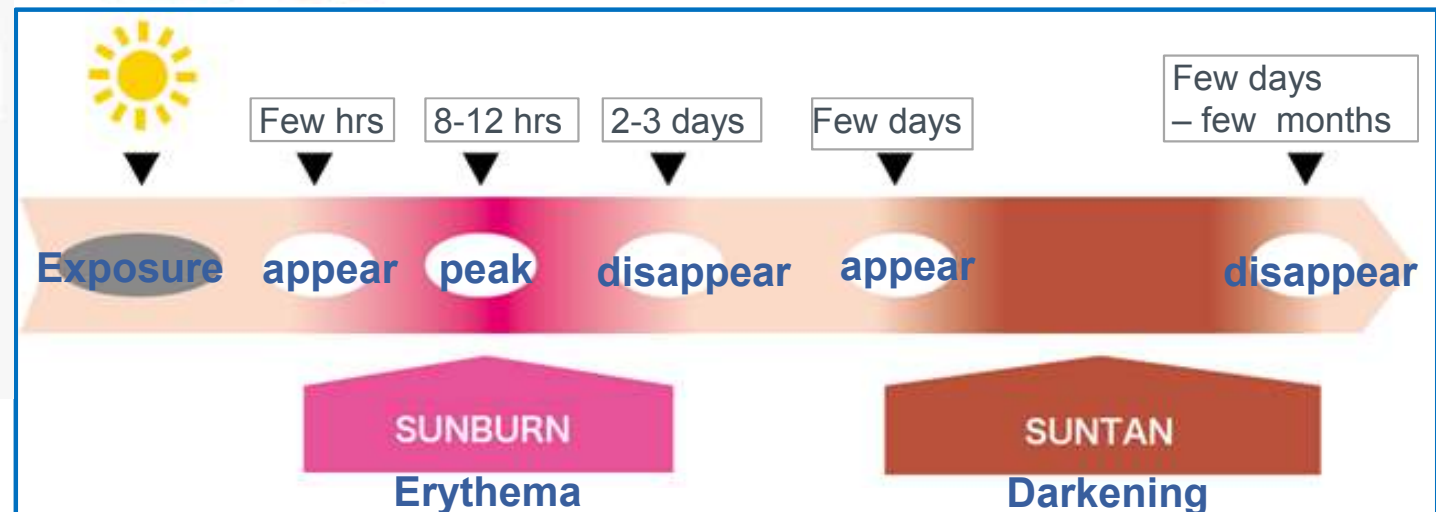 Few hrs
8-12 hrs
2-3 days
Few days
Few days
– few months
Exposure
appear
peak
disappear
appear
disappear
SUNBURN
SUNTAN
Erythema
Darkening